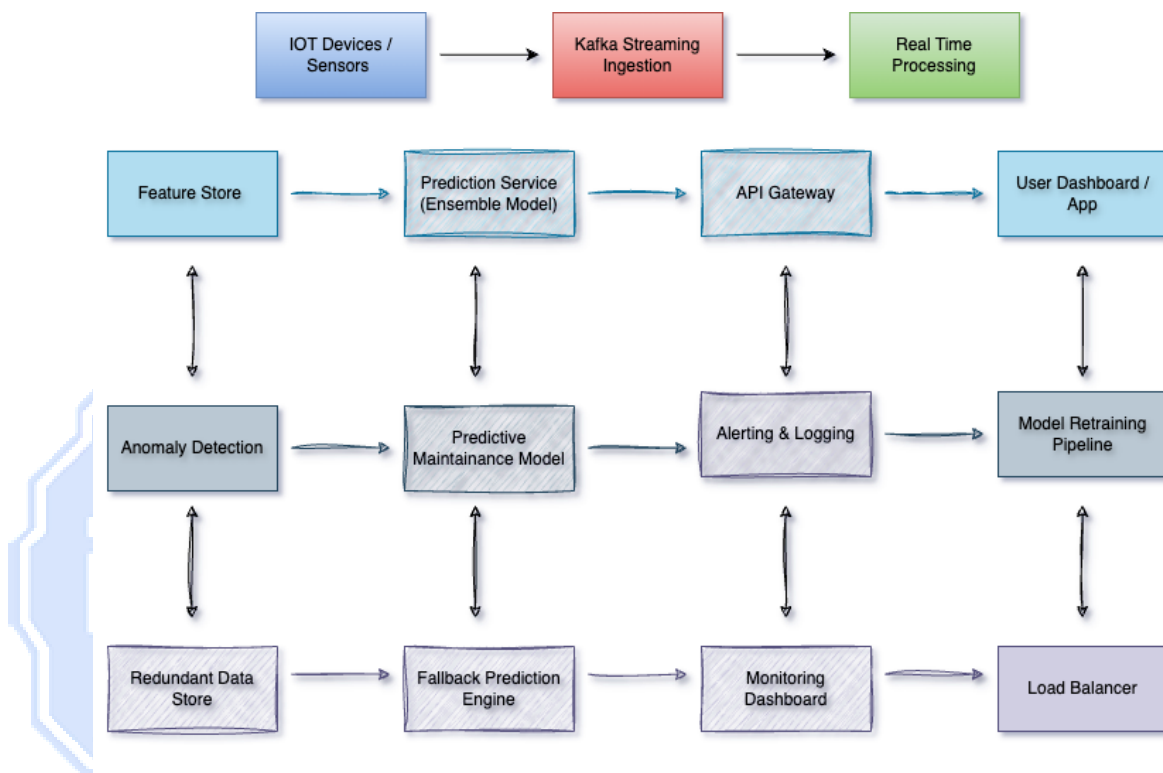 IOT Devices /
Sensors
Kafka Streaming
Ingestion
Real Time
Processing
Feature Store
Prediction Service
(Ensemble Model)
API Gateway
User Dashboard /
App
Anomaly Detection
Predictive
Maintainance Model
Alerting & Logging
Model Retraining
Pipeline
Redundant Data
Store
Fallback Prediction
Engine
Monitoring
Dashboard
Load Balancer